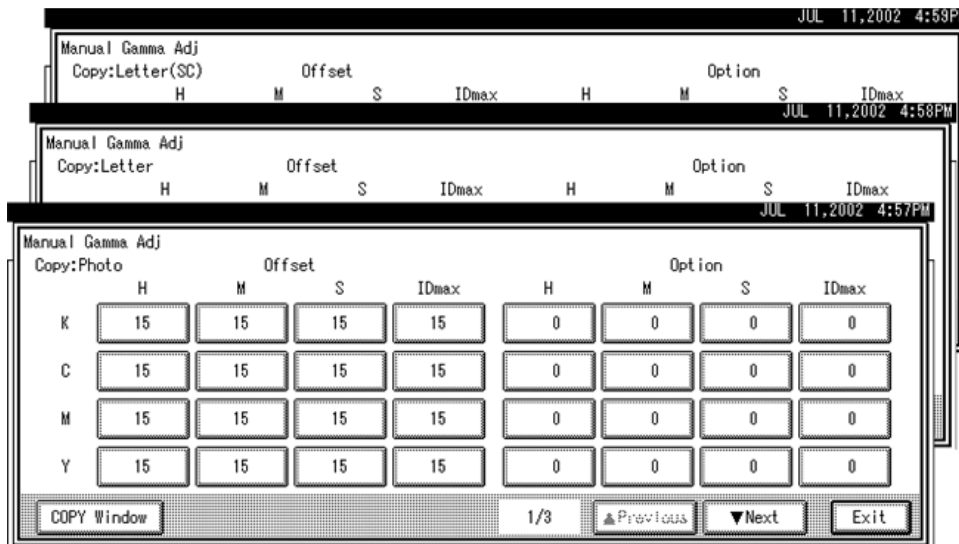 JUL 11,2002 4:59P
Manual Gamma Adj
Copy:Letter(SC) Offset Option
H M S IDmax H M S IDmax
JUL 11,2002 4:58PM
Manual Gamma Adj
Copy:Letter Offset Option
H M S IDmax H M S IDmax
JUL 11,2002 4:57PM
Manual Gamma Adj
Copy:Photo Offset Option
H M S IDmax H M S IDmax
K 15 15 15 15 0 0 0 0
C 15 15 15 15 0 0 0 0
M 15 15 15 15 0 0 0 0
Y 15 15 15 15 0 0 0 0
COPY Window 1/3 ▲Previous ▼Next Exit